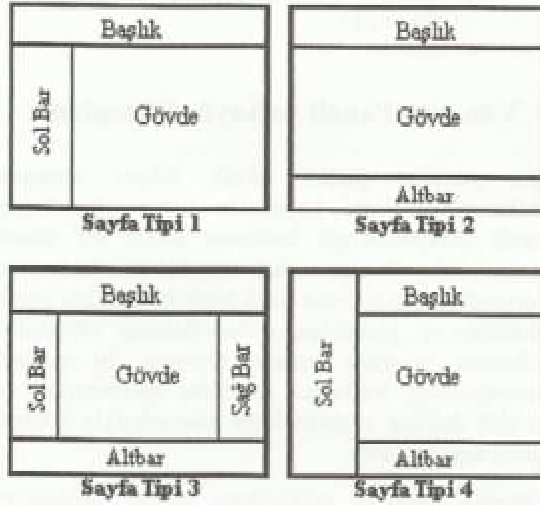 Başlık
Sol Bar
Gövde
Sayfa Tipi 1
Başlık
Gövde
Altbar
Sayfa Tipi 2
Başlık
Sol Bar
Gövde
Sağ Bar
Altbar
Sayfa Tipi 3
Sol Bar
Başlık
Gövde
Altbar
Sayfa Tipi 4